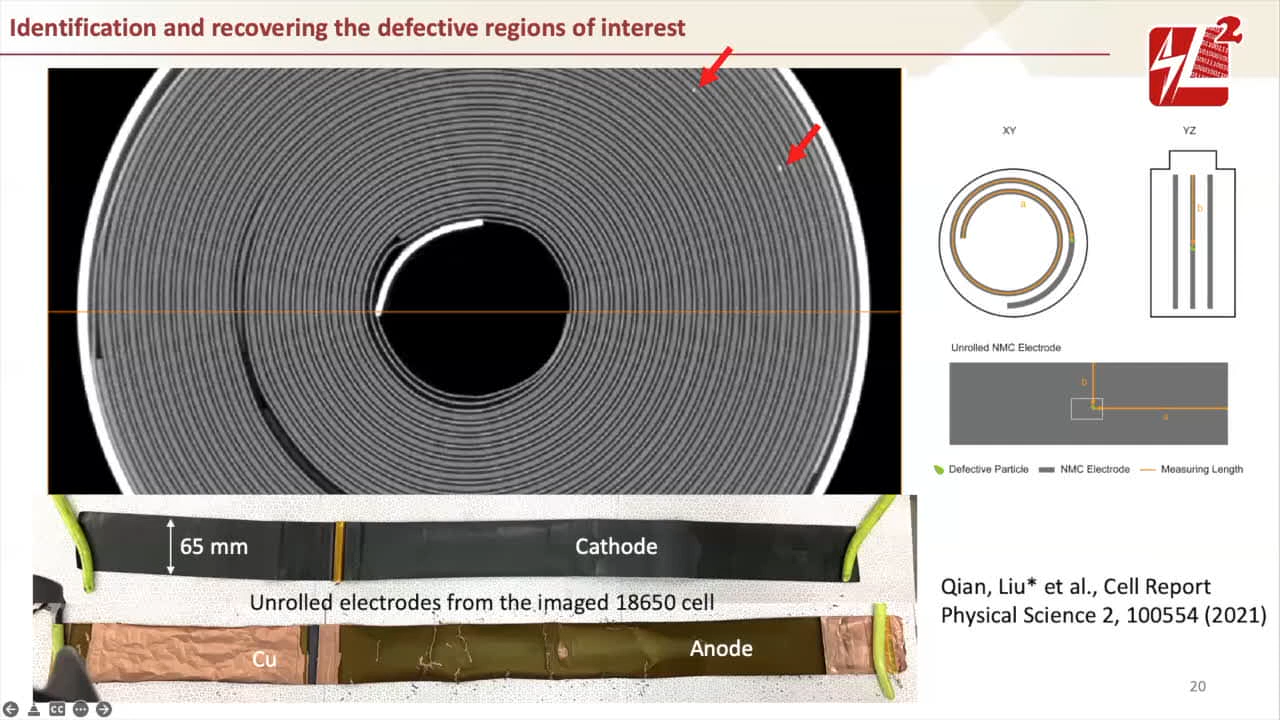 Identification and recovering the defective regions of interest
2
XY
YZ
a
b
Unrolled NMC Electrode
b
a
Defective Particle
NMC Electrode
Measuring Length
65 mm
Cathode
Unrolled electrodes from the imaged 18650 cell
Cu
Anode
Qian, Liu* et al., Cell Report
Physical Science 2, 100554 (2021)
20
CC